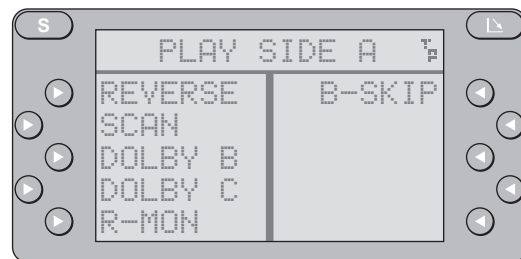 S
PLAY SIDE A
REVERSE B-SKIP
SCAN
DOLBY B
DOLBY C
R-MON